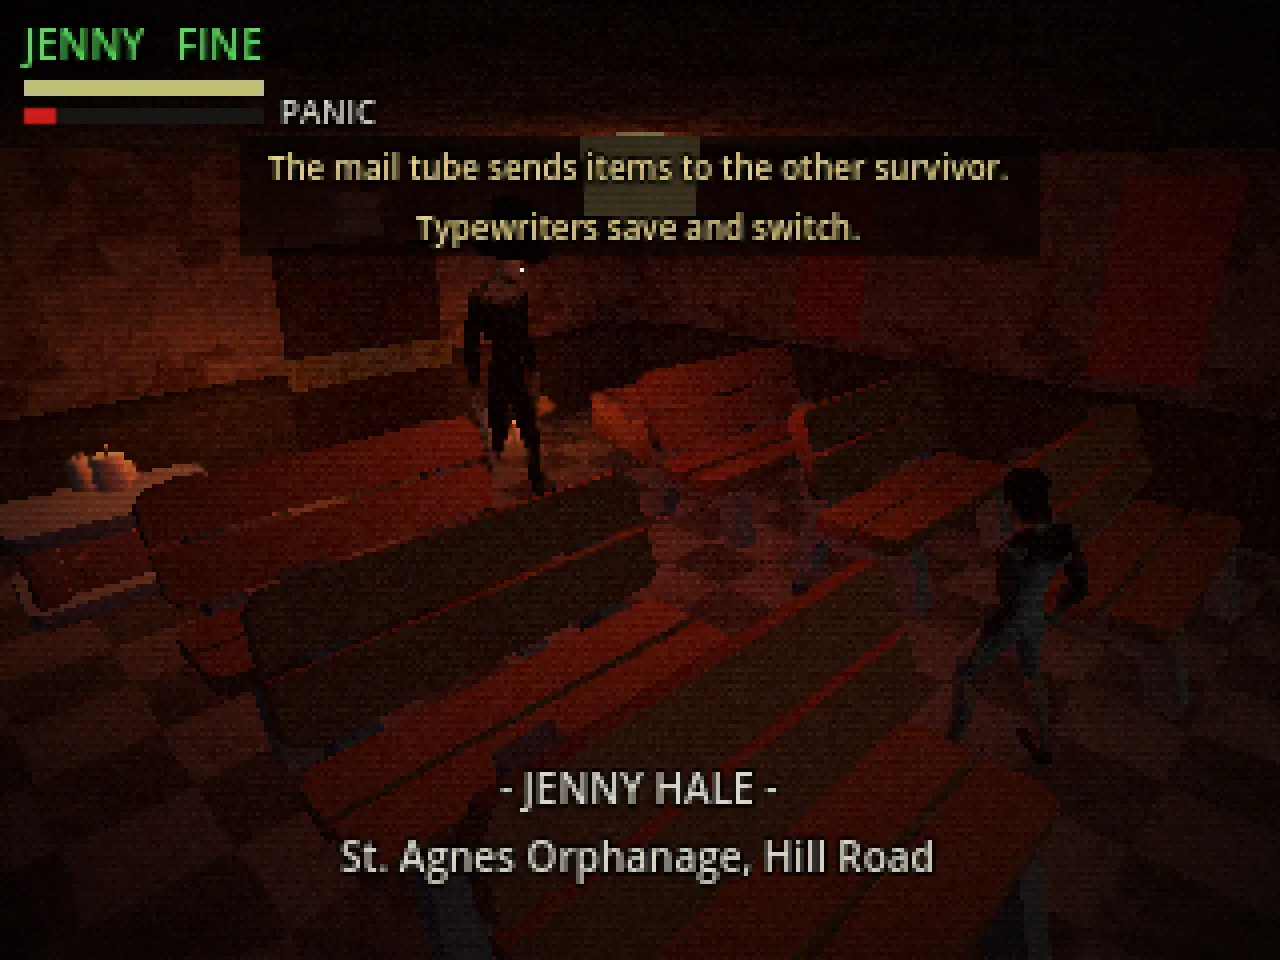 JENNY FINE
PANIC
The mail tube sends items to the other survivor.
Typewriters save and switch.
- JENNY HALE -
St. Agnes Orphanage, Hill Road